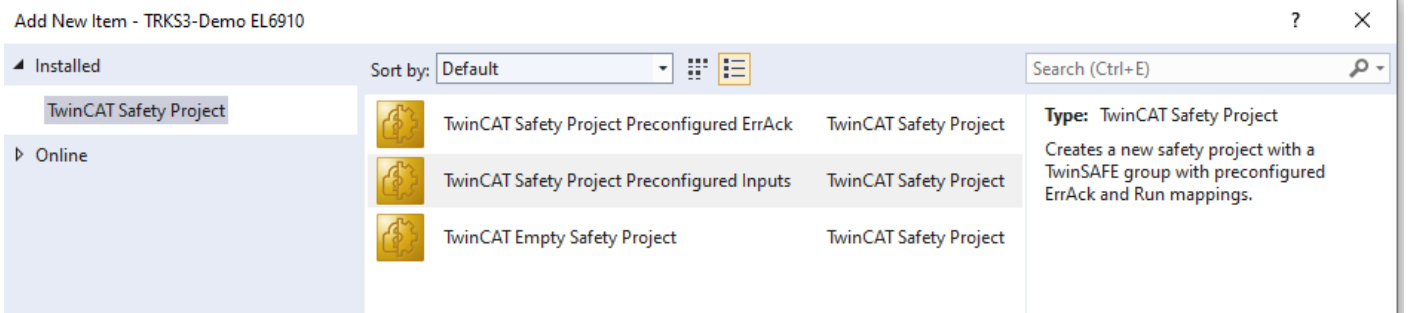 Add New Item - TRKS3-Demo EL6910
?
Installed
TwinCAT Safety Project
Online
Sort by: Default
TwinCAT Safety Project Preconfigured ErrAck TwinCAT Safety Project
TwinCAT Safety Project Preconfigured Inputs TwinCAT Safety Project
TwinCAT Empty Safety Project TwinCAT Safety Project
Search (Ctrl+E)
Type: TwinCAT Safety Project
Creates a new safety project with a
TwinSAFE group with preconfigured
ErrAck and Run mappings.